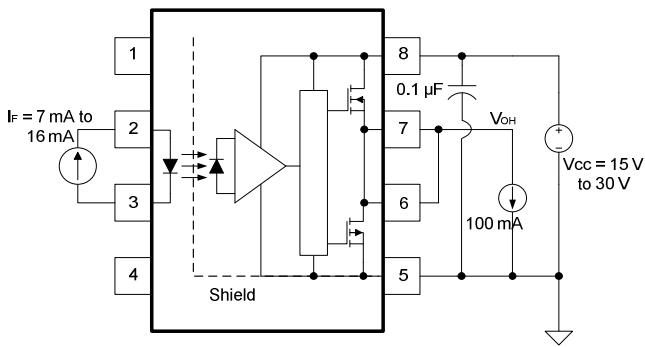 1
8
0.1 µF
IF = 7 mA to
16 mA
2
7
VOH
+
−
VCC = 15 V
to 30 V
3
6
100 mA
4
5
Shield